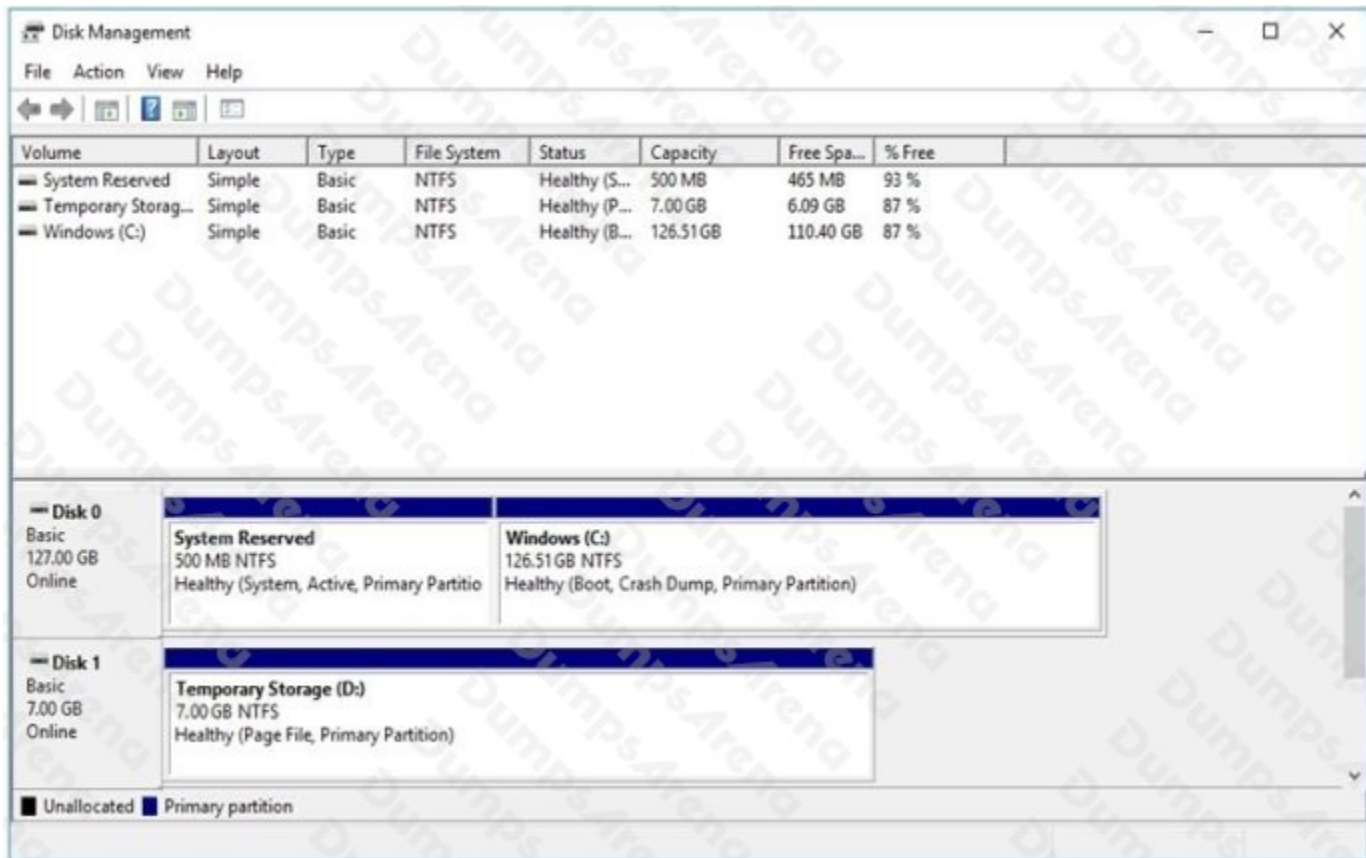 Disk Management
File Action View Help
Volume Layout Type File System Status Capacity Free Spa... % Free
System Reserved Simple Basic NTFS Healthy (S... 500 MB 465 MB 93 %
Temporary Storag... Simple Basic NTFS Healthy (P... 7.00 GB 6.09 GB 87 %
Windows (C:) Simple Basic NTFS Healthy (B... 126.51 GB 110.40 GB 87 %
Disk 0
Basic
127.00 GB
Online
System Reserved
500 MB NTFS
Healthy (System, Active, Primary Partitio
Windows (C:)
126.51 GB NTFS
Healthy (Boot, Crash Dump, Primary Partition)
Disk 1
Basic
7.00 GB
Online
Temporary Storage (D:)
7.00 GB NTFS
Healthy (Page File, Primary Partition)
Unallocated Primary partition
DumpsArena